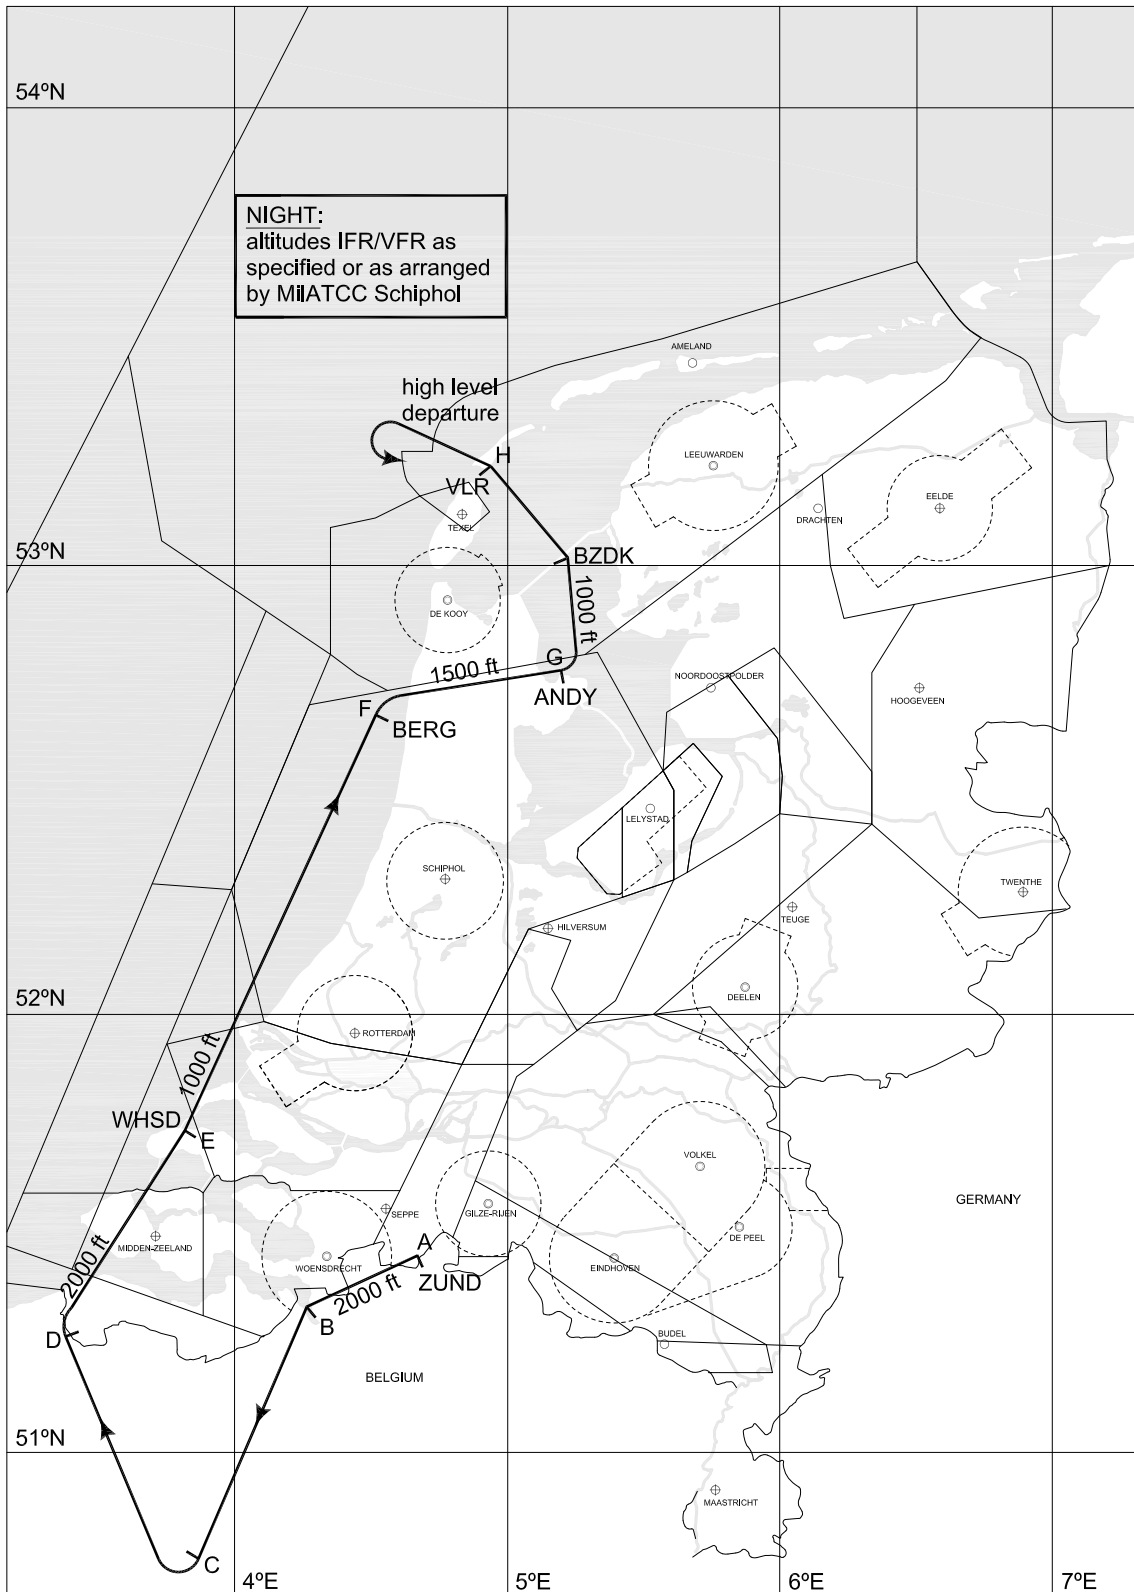 54ºN
NIGHT:
altitudes IFR/VFR as
specified or as arranged
by MilATCC Schiphol
AMELAND
high level
departure
H
VLR
LEEUWARDEN
EELDE
TEXEL
DRACHTEN
53ºN
BZDK
DE KOOY
1000 ft
G
1500 ft
ANDY
NOORDOOSTPOLDER
HOOGEVEEN
F
BERG
LELYSTAD
SCHIPHOL
TWENTHE
TEUGE
HILVERSUM
52ºN
DEELEN
ROTTERDAM
1000 ft
WHSD
E
VOLKEL
GERMANY
SEPPE
GILZE-RIJEN
MIDDEN-ZEELAND
DE PEEL
A
WOENSDRECHT
EINDHOVEN
ZUND
2000 ft
2000 ft
B
D
BUDEL
BELGIUM
51ºN
MAASTRICHT
C
4ºE
5ºE
6ºE
7ºE